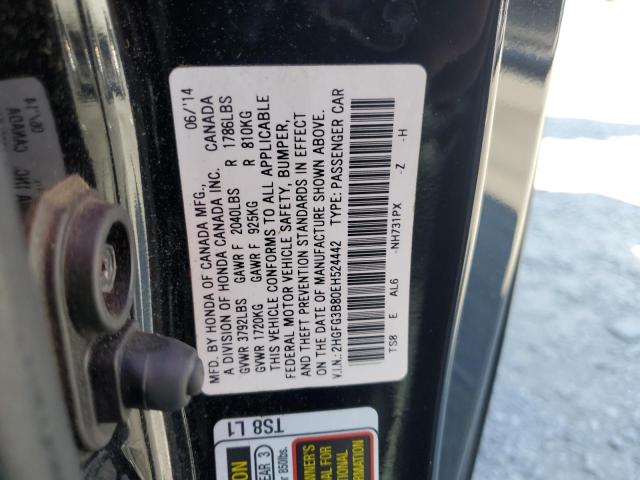 MFD. BY HONDA OF CANADA MFG., 06/'14
A DIVISION OF HONDA CANADA INC. CANADA
GVWR 3792LBS GAWR F 2040LBS R 1786LBS
GVWR 1720KG GAWR F 925KG R 810KG
THIS VEHICLE CONFORMS TO ALL APPLICABLE
FEDERAL MOTOR VEHICLE SAFETY, BUMPER,
AND THEFT PREVENTION STANDARDS IN EFFECT
ON THE DATE OF MANUFACTURE SHOWN ABOVE.
V.I.N.: 2HGFG3B80EH524442 TYPE: PASSENGER CAR
TS8 E AL6 -NH731PX -Z -H
TS8 L1
EAR 3
850lbs.